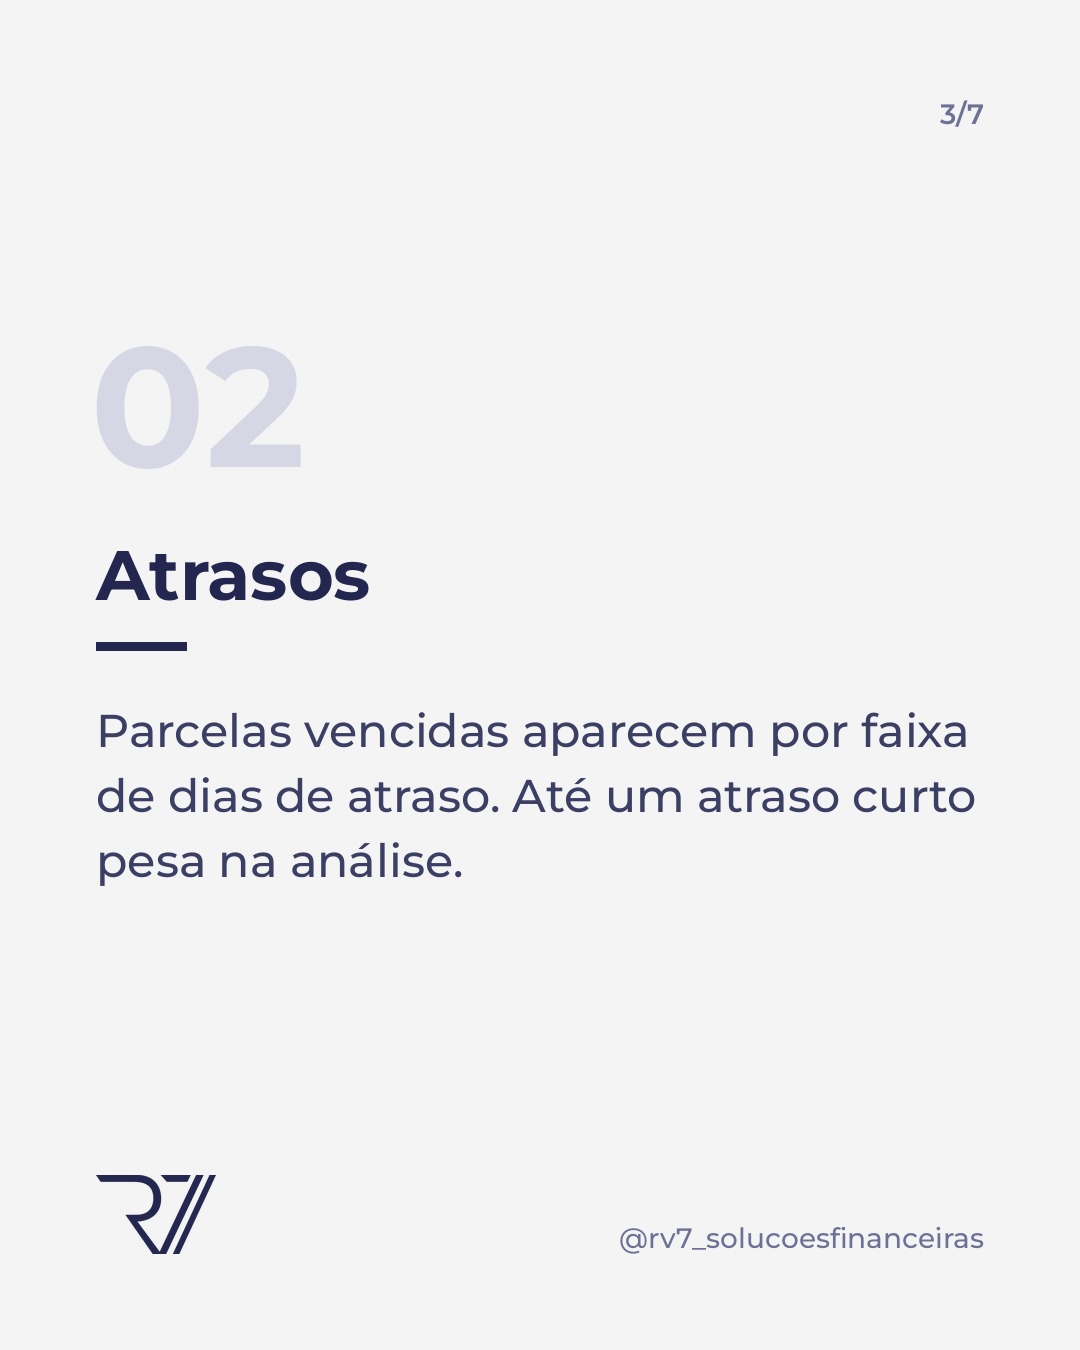 3/7
02
Atrasos
Parcelas vencidas aparecem por faixa
de dias de atraso. Até um atraso curto
pesa na análise.
R7
@rv7_solucoesfinanceiras